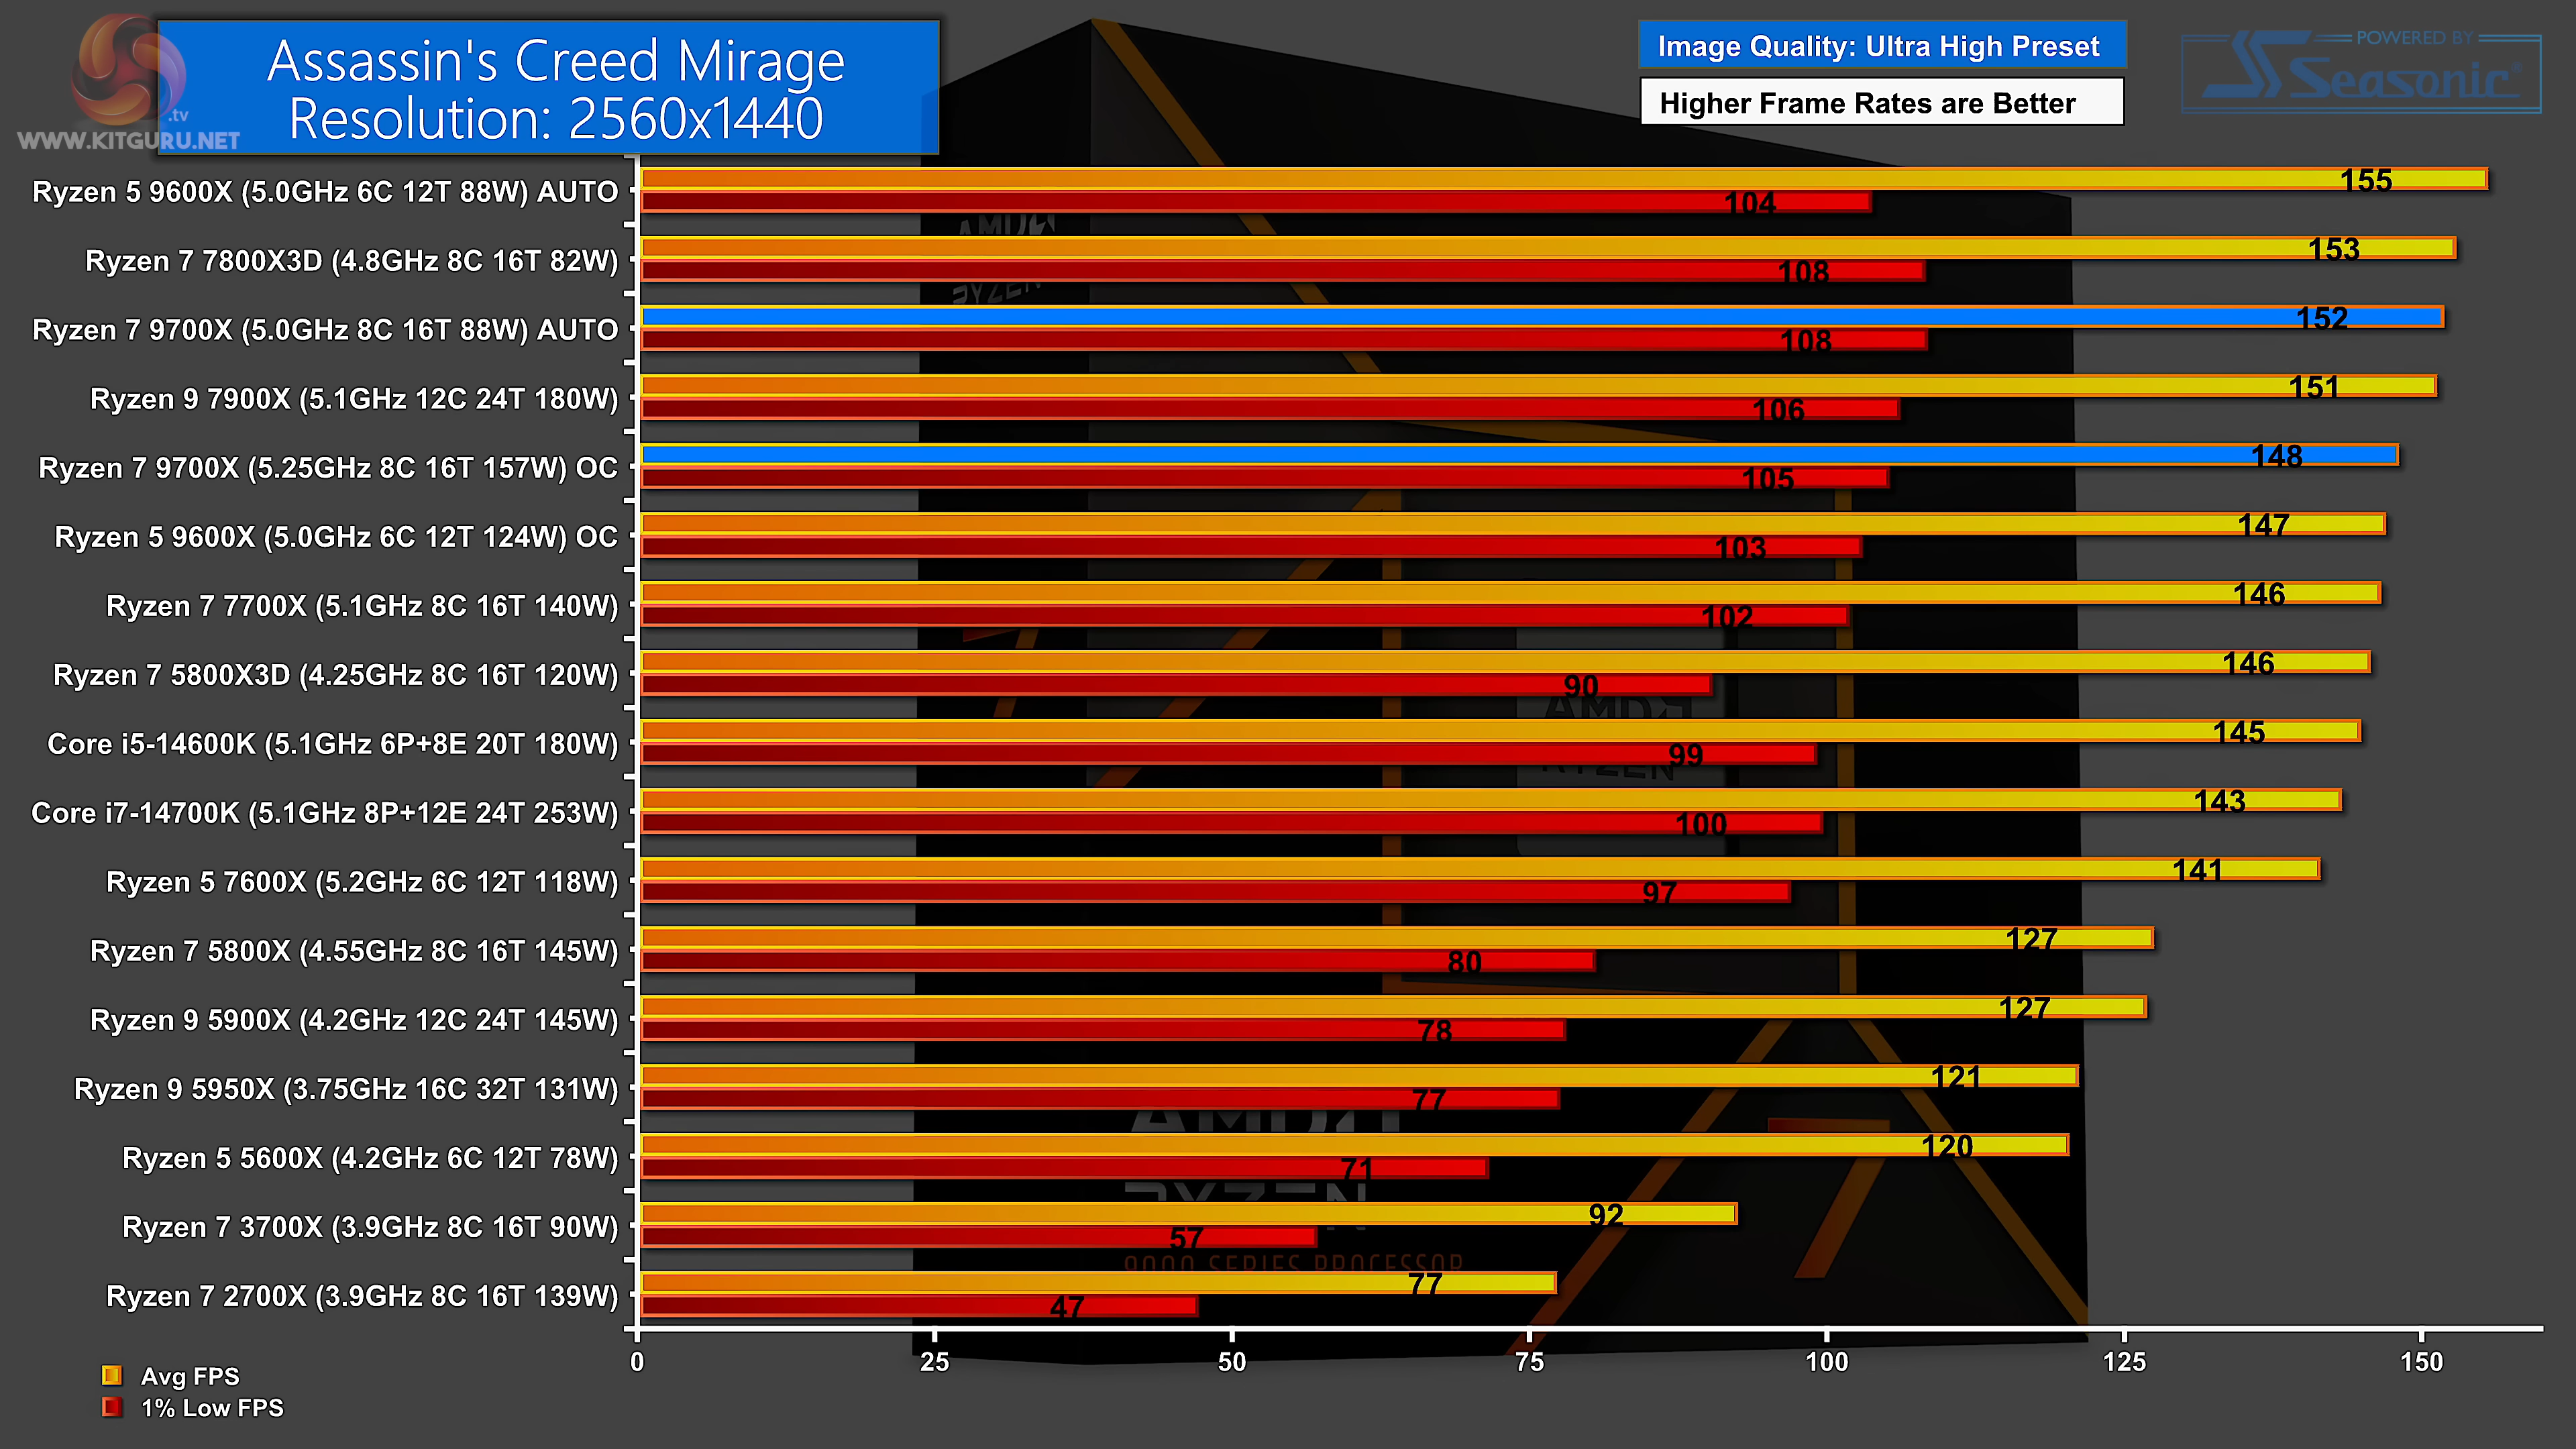 Assassin's Creed Mirage
Resolution: 2560x1440
.tv
WWW.KITGURU.NET
Image Quality: Ultra High Preset
Higher Frame Rates are Better
POWERED BY
Seasonic
Ryzen 5 9600X (5.0GHz 6C 12T 88W) AUTO
155
104
Ryzen 7 7800X3D (4.8GHz 8C 16T 82W)
153
108
Ryzen 7 9700X (5.0GHz 8C 16T 88W) AUTO
152
108
Ryzen 9 7900X (5.1GHz 12C 24T 180W)
151
106
Ryzen 7 9700X (5.25GHz 8C 16T 157W) OC
148
105
Ryzen 5 9600X (5.0GHz 6C 12T 124W) OC
147
103
Ryzen 7 7700X (5.1GHz 8C 16T 140W)
146
102
Ryzen 7 5800X3D (4.25GHz 8C 16T 120W)
146
90
Core i5-14600K (5.1GHz 6P+8E 20T 180W)
145
99
Core i7-14700K (5.1GHz 8P+12E 24T 253W)
143
100
Ryzen 5 7600X (5.2GHz 6C 12T 118W)
141
97
Ryzen 7 5800X (4.55GHz 8C 16T 145W)
127
80
Ryzen 9 5900X (4.2GHz 12C 24T 145W)
127
78
Ryzen 9 5950X (3.75GHz 16C 32T 131W)
121
77
Ryzen 5 5600X (4.2GHz 6C 12T 78W)
120
71
Ryzen 7 3700X (3.9GHz 8C 16T 90W)
92
57
Ryzen 7 2700X (3.9GHz 8C 16T 139W)
77
47
AMD
RYZEN
AMD
RYZEN
AMD
RYZEN
9000 SERIES PROCESSOR
0 25 50 75 100 125 150
Avg FPS
1% Low FPS